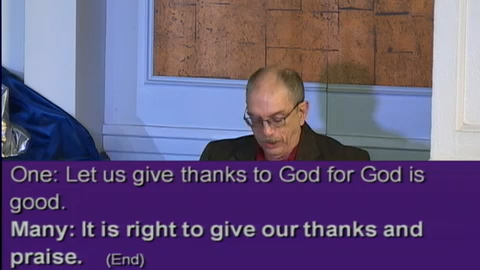 One: Let us give thanks to God for God is
good.
Many: It is right to give our thanks and
praise. (End)